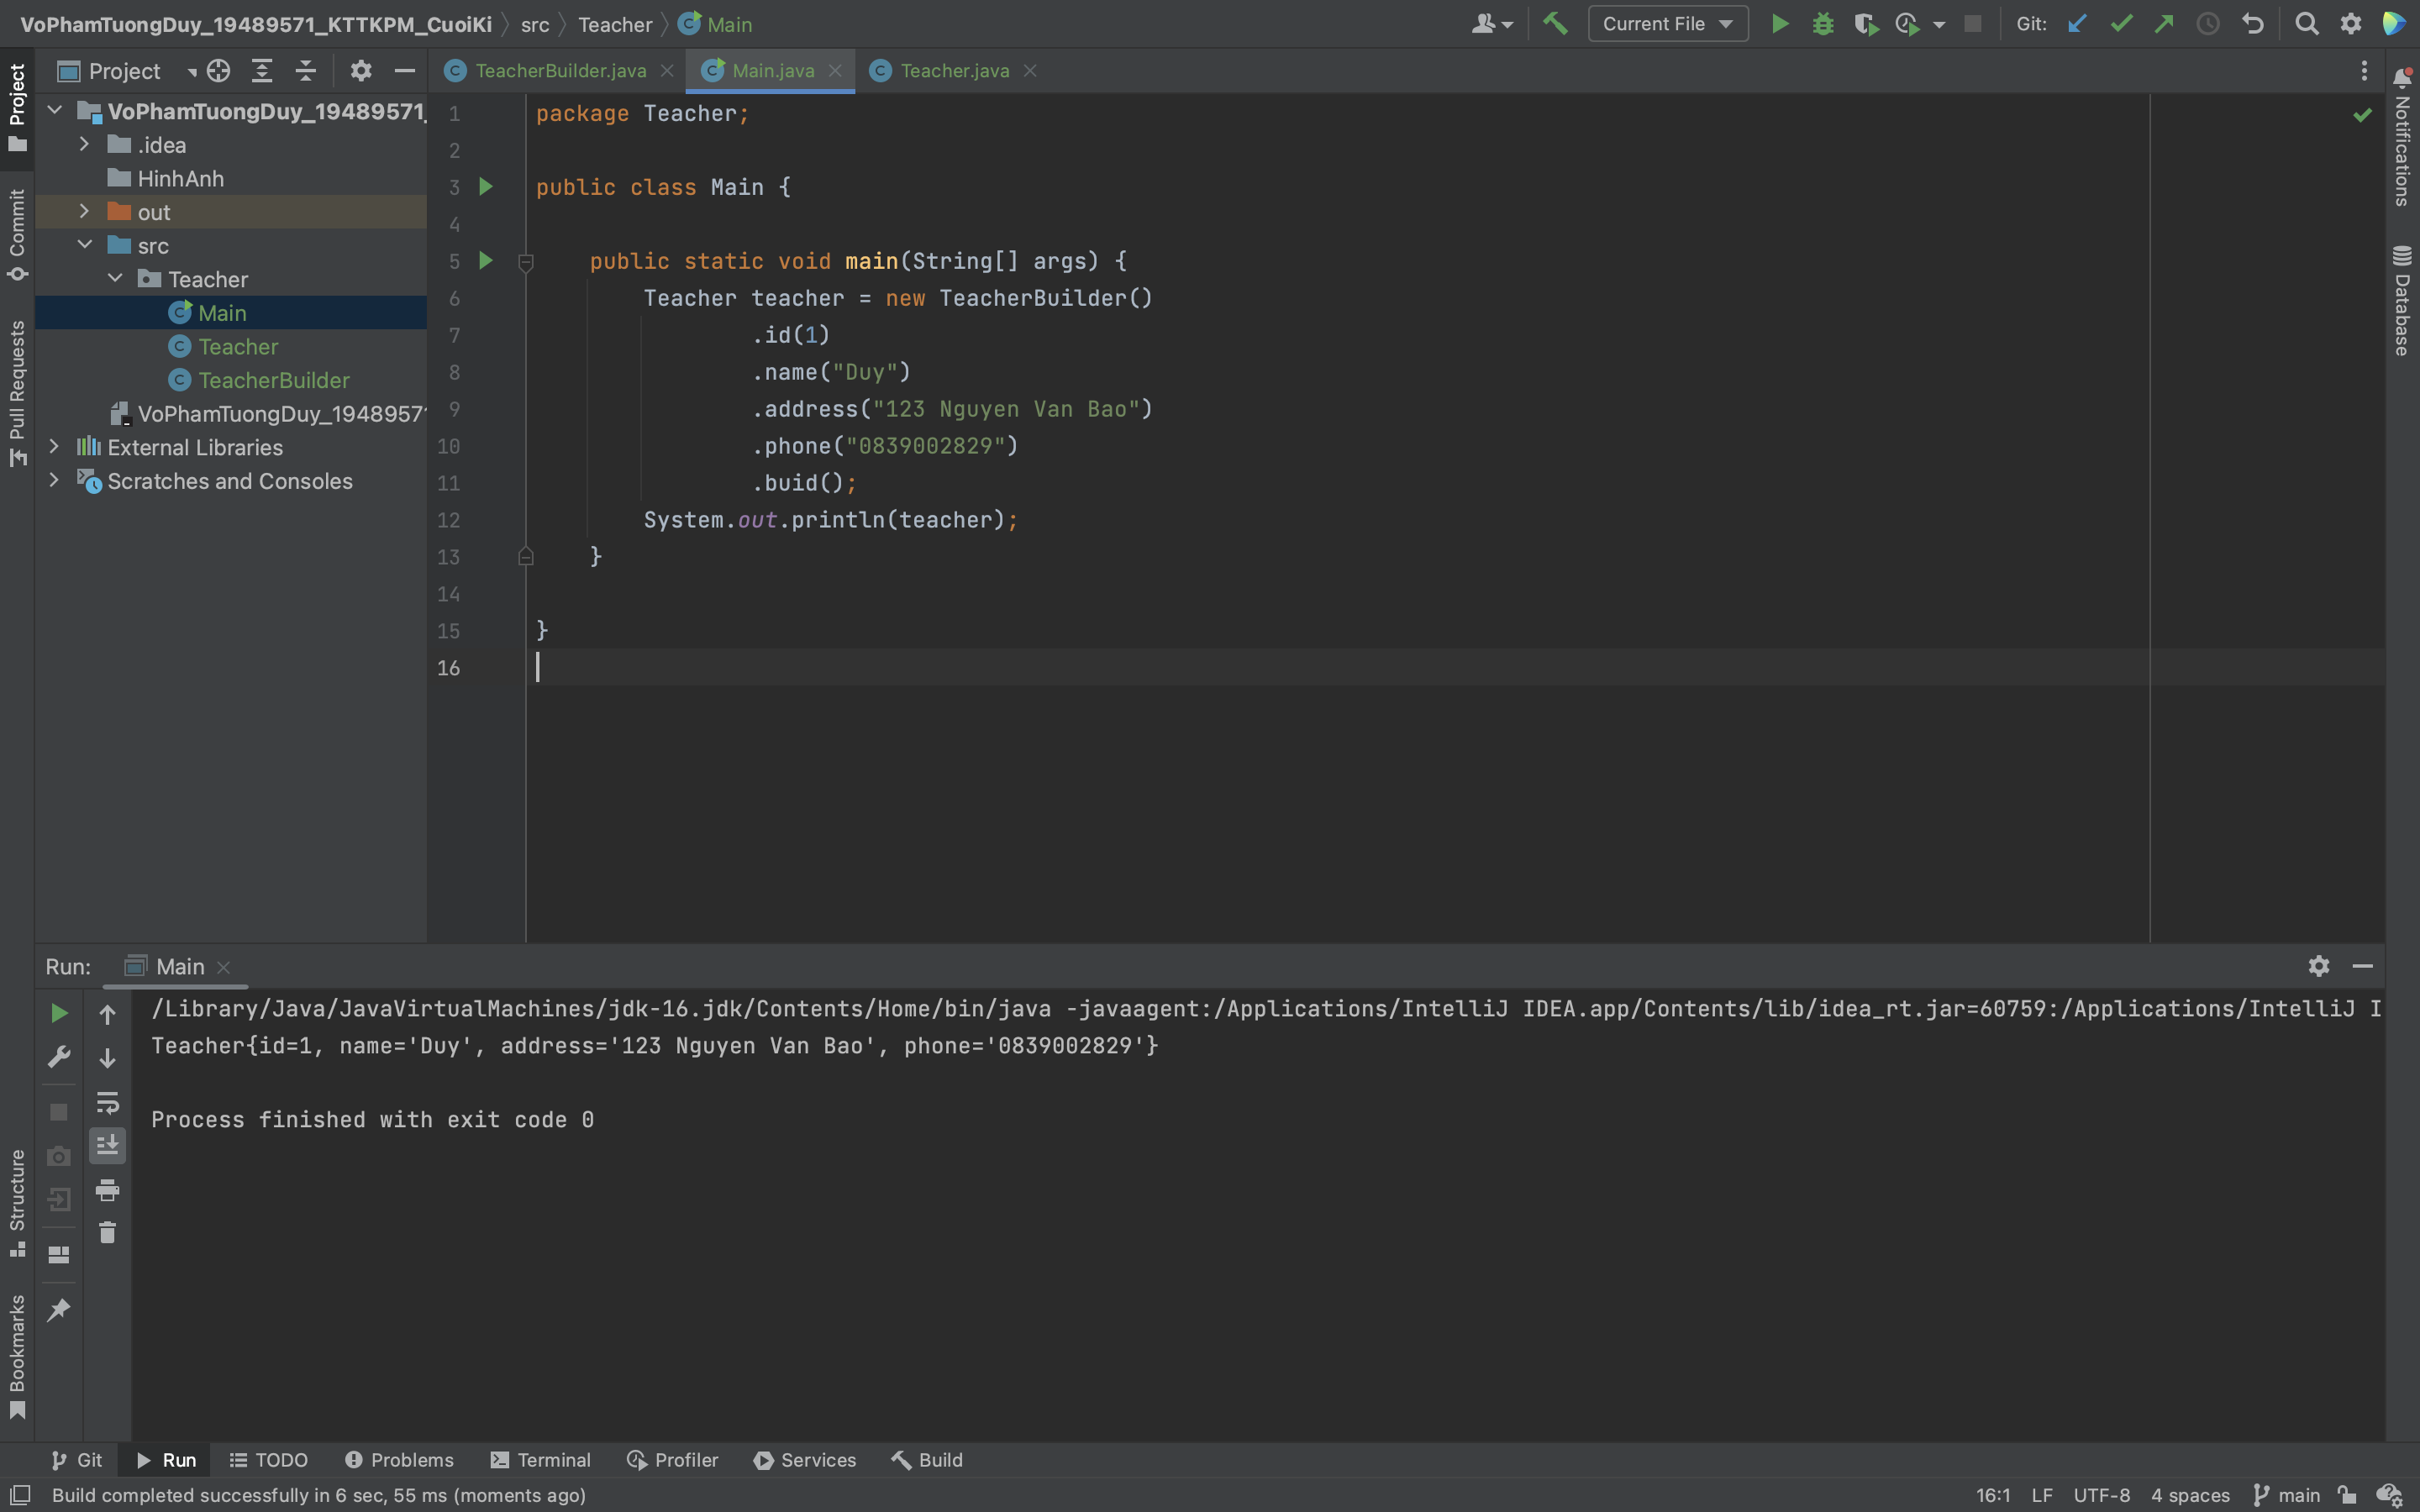 VoPhamTuongDuy_19489571_KTTKPM_CuoiKi src Teacher Main
Current File
Git:
Project
TeacherBuilder.java
Main.java
Teacher.java
Project
Commit
Pull Requests
Structure
Bookmarks
Notifications
Database
VoPhamTuongDuy_19489571_
.idea
HinhAnh
out
src
Teacher
Main
Teacher
TeacherBuilder
VoPhamTuongDuy_1948957
External Libraries
Scratches and Consoles
1 package Teacher;
2
3 public class Main {
4
5 public static void main(String[] args) {
6 Teacher teacher = new TeacherBuilder()
7 .id(1)
8 .name("Duy")
9 .address("123 Nguyen Van Bao")
10 .phone("0839002829")
11 .buid();
12 System.out.println(teacher);
13 }
14
15 }
16
Run: Main
/Library/Java/JavaVirtualMachines/jdk-16.jdk/Contents/Home/bin/java -javaagent:/Applications/IntelliJ IDEA.app/Contents/lib/idea_rt.jar=60759:/Applications/IntelliJ I
Teacher{id=1, name='Duy', address='123 Nguyen Van Bao', phone='0839002829'}
Process finished with exit code 0
Git Run TODO Problems Terminal Profiler Services Build
Build completed successfully in 6 sec, 55 ms (moments ago)
16:1 LF UTF-8 4 spaces main